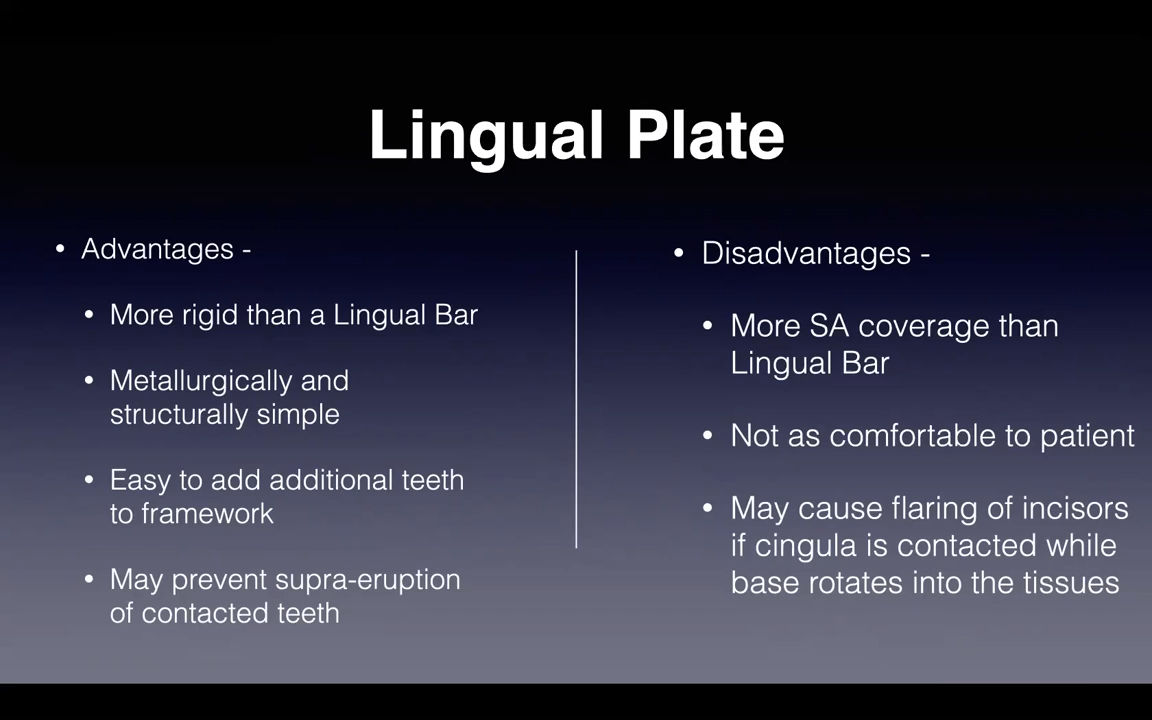 Lingual Plate
• Advantages -
• More rigid than a Lingual Bar
• Metallurgically and
structurally simple
• Easy to add additional teeth
to framework
• May prevent supra-eruption
of contacted teeth
• Disadvantages -
• More SA coverage than
Lingual Bar
• Not as comfortable to patient
• May cause flaring of incisors
if cingula is contacted while
base rotates into the tissues